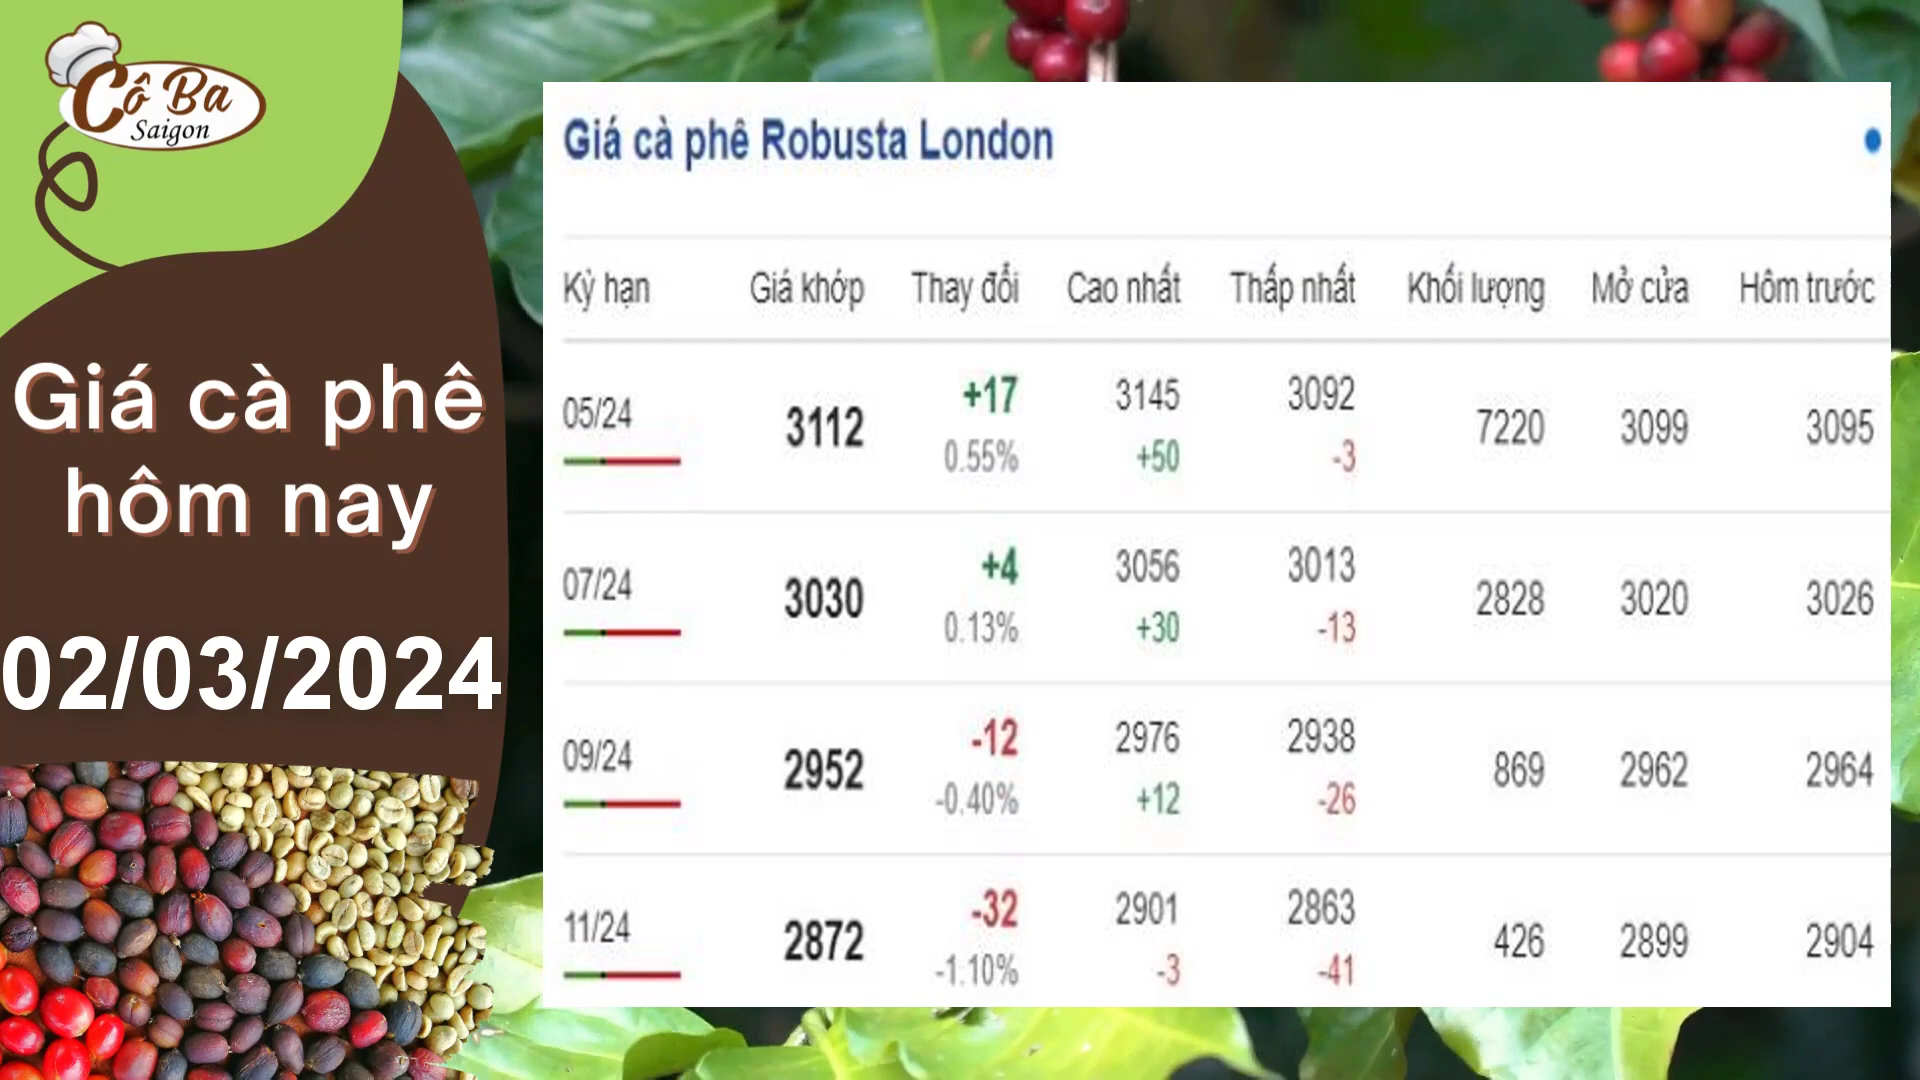 Cô Ba
Saigon
Giá cà phê
hôm nay
02/03/2024
Giá cà phê Robusta London
Kỳ hạn Giá khớp Thay đổi Cao nhất Thấp nhất Khối lượng Mở cửa Hôm trước
05/24 3112 +17 3145 3092 7220 3099 3095
0.55% +50 -3
07/24 3030 +4 3056 3013 2828 3020 3026
0.13% +30 -13
09/24 2952 -12 2976 2938 869 2962 2964
-0.40% +12 -26
11/24 2872 -32 2901 2863 426 2899 2904
-1.10% -3 -41